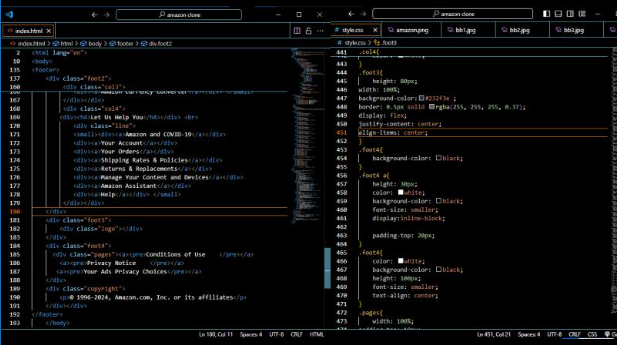 amazon clone
index.html
index.html > html > body > footer > div.foot2
2 <html lang="en">
10 <body>
135 <footer>
137 <div class="foot2">
160 <div class="col3">
167 </div></div>
168 <div class="col4">
169 <div><h4>Let Us Help You</h4></div> <br>
170 <div class="line">
171 <small><div><a>Amazon and COVID-19</a></div>
172 <div><a>Your Account</a></div>
173 <div><a>Your Orders</a></div>
174 <div><a>Shipping Rates & Policies</a></div>
175 <div><a>Returns & Replacements</a></div>
176 <div><a>Manage Your Content and Devices</a></div>
177 <div><a>Amazon Assistant</a></div>
178 <div><a>Help</a></div> </small>
179 </div></div>
180 </div>
181 <div class="foot3">
182 <div class="logo"></div>
183 </div>
184 <div class="foot4">
185 <div class="pages"><a><pre>Conditions of Use </pre></a>
186 <a><pre>Privacy Notice </pre></a>
187 <a><pre>Your Ads Privacy Choices</pre></a>
188 </div>
189 <div class="copyright">
190 <p>© 1996-2024, Amazon.com, Inc. or its affiliates</p>
191 </div></div>
192 </footer>
193 </body>
Ln 180, Col 11 Spaces: 4 UTF-8 CRLF HTML
amazon clone
# style.css
amazon.png
bb1.jpg
bb2.jpg
bb2.jpg
# style.css > .foot3
441 .col4{
443 }
444 .foot3{
445 height: 80px;
446 width: 100%;
447 background-color: #232f3e ;
448 border: 0.5px solid rgba(255, 255, 255, 0.37);
449 display: flex;
450 justify-content: center;
451 align-items: center;
452 }
453 .foot4{
454 background-color: black;
455 }
456 .foot4 a{
457 height: 30px;
458 color: white;
459 background-color: black;
460 font-size: smaller;
461 display:inline-block;
462
463 padding-top: 20px;
464 }
465 .foot4{
466 color: white;
467 background-color: black;
468 height: 100px;
469 font-size: smaller;
470 text-align: center;
471 }
472 .pages{
473 width: 100%;
Ln 451, Col 21 Spaces: 4 UTF-8 CRLF CSS